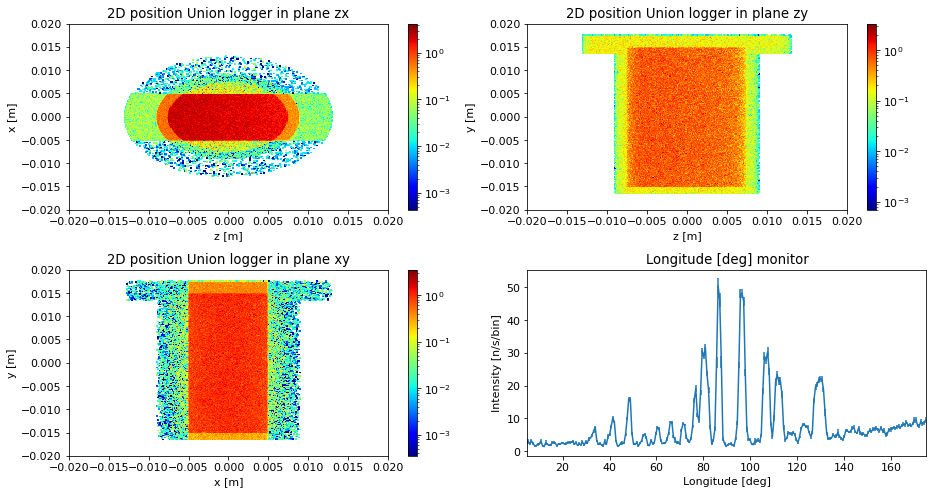 2D position Union logger in plane zx
0.020
0.015
0.010
0.005
0.000
−0.005
−0.010
−0.015
−0.020
x [m]
−0.020−0.015−0.010−0.005 0.000 0.005 0.010 0.015 0.020
z [m]
10⁰
10⁻¹
10⁻²
10⁻³
2D position Union logger in plane zy
0.020
0.015
0.010
0.005
0.000
−0.005
−0.010
−0.015
−0.020
y [m]
−0.020−0.015−0.010−0.005 0.000 0.005 0.010 0.015 0.020
z [m]
10⁰
10⁻¹
10⁻²
10⁻³
2D position Union logger in plane xy
0.020
0.015
0.010
0.005
0.000
−0.005
−0.010
−0.015
−0.020
y [m]
−0.020−0.015−0.010−0.005 0.000 0.005 0.010 0.015 0.020
x [m]
10⁰
10⁻¹
10⁻²
10⁻³
Longitude [deg] monitor
50
40
30
20
10
0
Intensity [n/s/bin]
20 40 60 80 100 120 140 160
Longitude [deg]